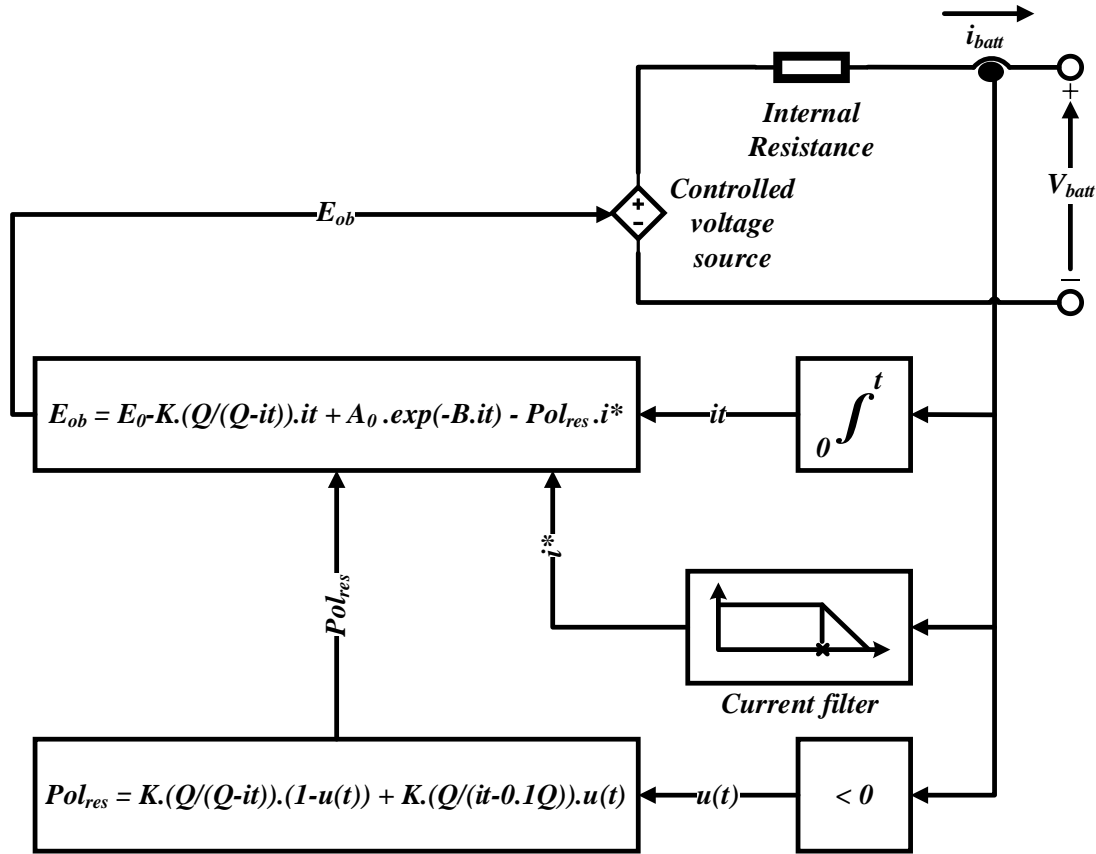 i_batt
+
Internal
Resistance
V_batt
Controlled
voltage
source
+
-
E_ob
−
E_ob = E_0-K.(Q/(Q-it)).it + A_0 .exp(-B.it) - Pol_res .i*
it
0 ∫ t
i*
Pol_res
Current filter
Pol_res = K.(Q/(Q-it)).(1-u(t)) + K.(Q/(it-0.1Q)).u(t)
u(t)
< 0